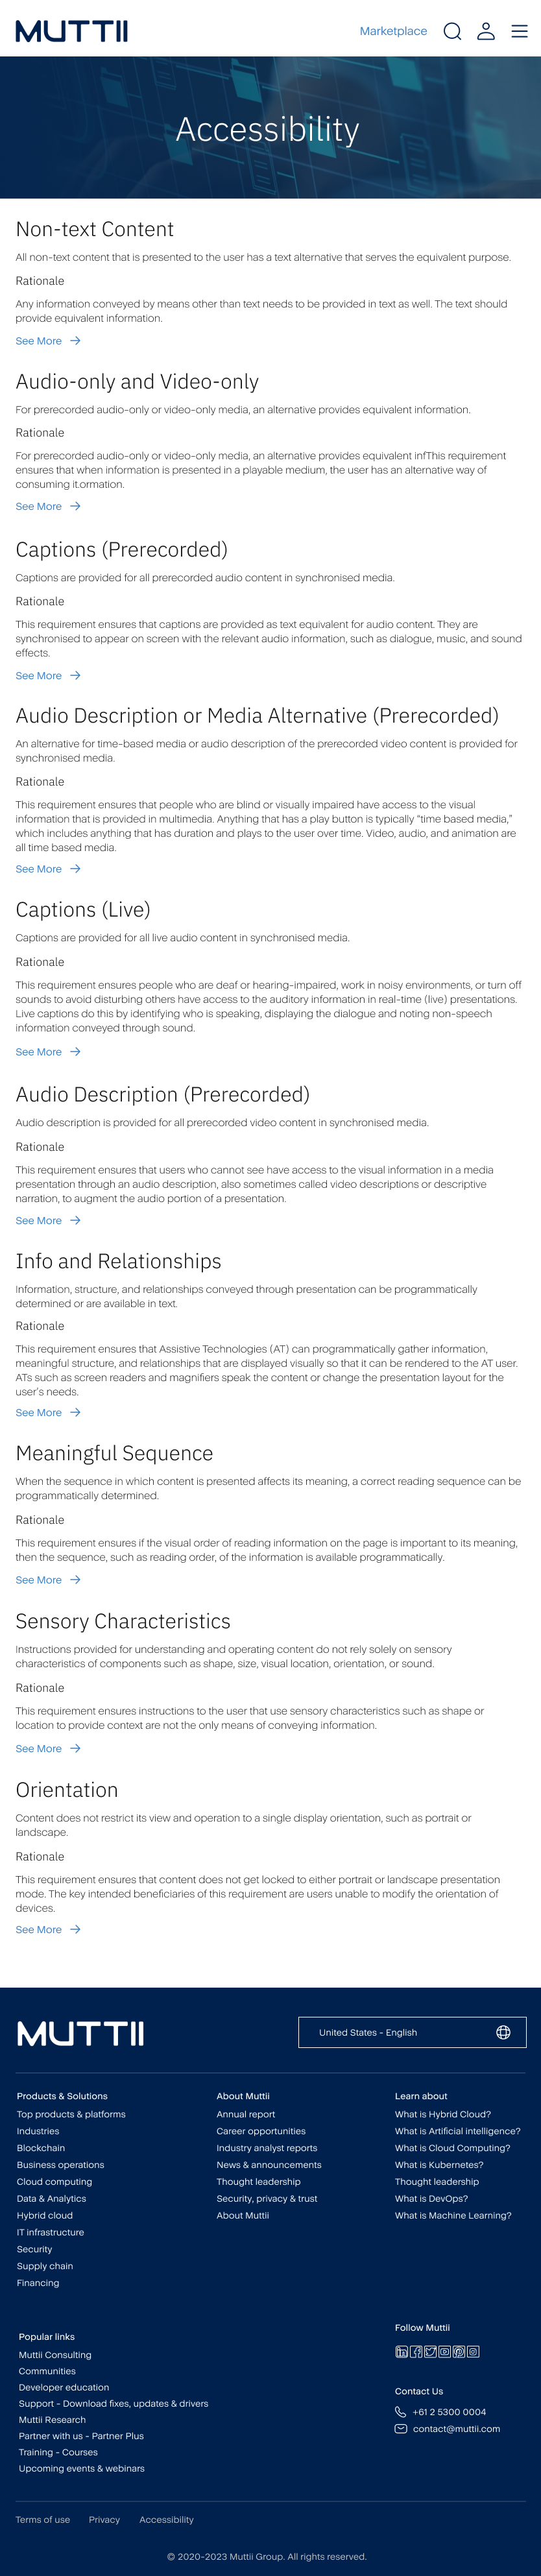 MUTTII
Marketplace
Accessibility
Non-text Content
All non-text content that is presented to the user has a text alternative that serves the equivalent purpose.
Rationale
Any information conveyed by means other than text needs to be provided in text as well. The text should
provide equivalent information.
See More
Audio-only and Video-only
For prerecorded audio-only or video-only media, an alternative provides equivalent information.
Rationale
For prerecorded audio-only or video-only media, an alternative provides equivalent infThis requirement
ensures that when information is presented in a playable medium, the user has an alternative way of
consuming it.ormation.
See More
Captions (Prerecorded)
Captions are provided for all prerecorded audio content in synchronised media.
Rationale
This requirement ensures that captions are provided as text equivalent for audio content. They are
synchronised to appear on screen with the relevant audio information, such as dialogue, music, and sound
effects.
See More
Audio Description or Media Alternative (Prerecorded)
An alternative for time-based media or audio description of the prerecorded video content is provided for
synchronised media.
Rationale
This requirement ensures that people who are blind or visually impaired have access to the visual
information that is provided in multimedia. Anything that has a play button is typically “time based media,”
which includes anything that has duration and plays to the user over time. Video, audio, and animation are
all time based media.
See More
Captions (Live)
Captions are provided for all live audio content in synchronised media.
Rationale
This requirement ensures people who are deaf or hearing-impaired, work in noisy environments, or turn off
sounds to avoid disturbing others have access to the auditory information in real-time (live) presentations.
Live captions do this by identifying who is speaking, displaying the dialogue and noting non-speech
information conveyed through sound.
See More
Audio Description (Prerecorded)
Audio description is provided for all prerecorded video content in synchronised media.
Rationale
This requirement ensures that users who cannot see have access to the visual information in a media
presentation through an audio description, also sometimes called video descriptions or descriptive
narration, to augment the audio portion of a presentation.
See More
Info and Relationships
Information, structure, and relationships conveyed through presentation can be programmatically
determined or are available in text.
Rationale
This requirement ensures that Assistive Technologies (AT) can programmatically gather information,
meaningful structure, and relationships that are displayed visually so that it can be rendered to the AT user.
ATs such as screen readers and magnifiers speak the content or change the presentation layout for the
user’s needs.
See More
Meaningful Sequence
When the sequence in which content is presented affects its meaning, a correct reading sequence can be
programmatically determined.
Rationale
This requirement ensures if the visual order of reading information on the page is important to its meaning,
then the sequence, such as reading order, of the information is available programmatically.
See More
Sensory Characteristics
Instructions provided for understanding and operating content do not rely solely on sensory
characteristics of components such as shape, size, visual location, orientation, or sound.
Rationale
This requirement ensures instructions to the user that use sensory characteristics such as shape or
location to provide context are not the only means of conveying information.
See More
Orientation
Content does not restrict its view and operation to a single display orientation, such as portrait or
landscape.
Rationale
This requirement ensures that content does not get locked to either portrait or landscape presentation
mode. The key intended beneficiaries of this requirement are users unable to modify the orientation of
devices.
See More
MUTTII
United States - English
Products & Solutions
Top products & platforms
Industries
Blockchain
Business operations
Cloud computing
Data & Analytics
Hybrid cloud
IT infrastructure
Security
Supply chain
Financing
About Muttii
Annual report
Career opportunities
Industry analyst reports
News & announcements
Thought leadership
Security, privacy & trust
About Muttii
Learn about
What is Hybrid Cloud?
What is Artificial intelligence?
What is Cloud Computing?
What is Kubernetes?
Thought leadership
What is DevOps?
What is Machine Learning?
Popular links
Muttii Consulting
Communities
Developer education
Support - Download fixes, updates & drivers
Muttii Research
Partner with us - Partner Plus
Training - Courses
Upcoming events & webinars
Follow Muttii
Contact Us
+61 2 5300 0004
contact@muttii.com
Terms of use
Privacy
Accessibility
© 2020-2023 Muttii Group. All rights reserved.